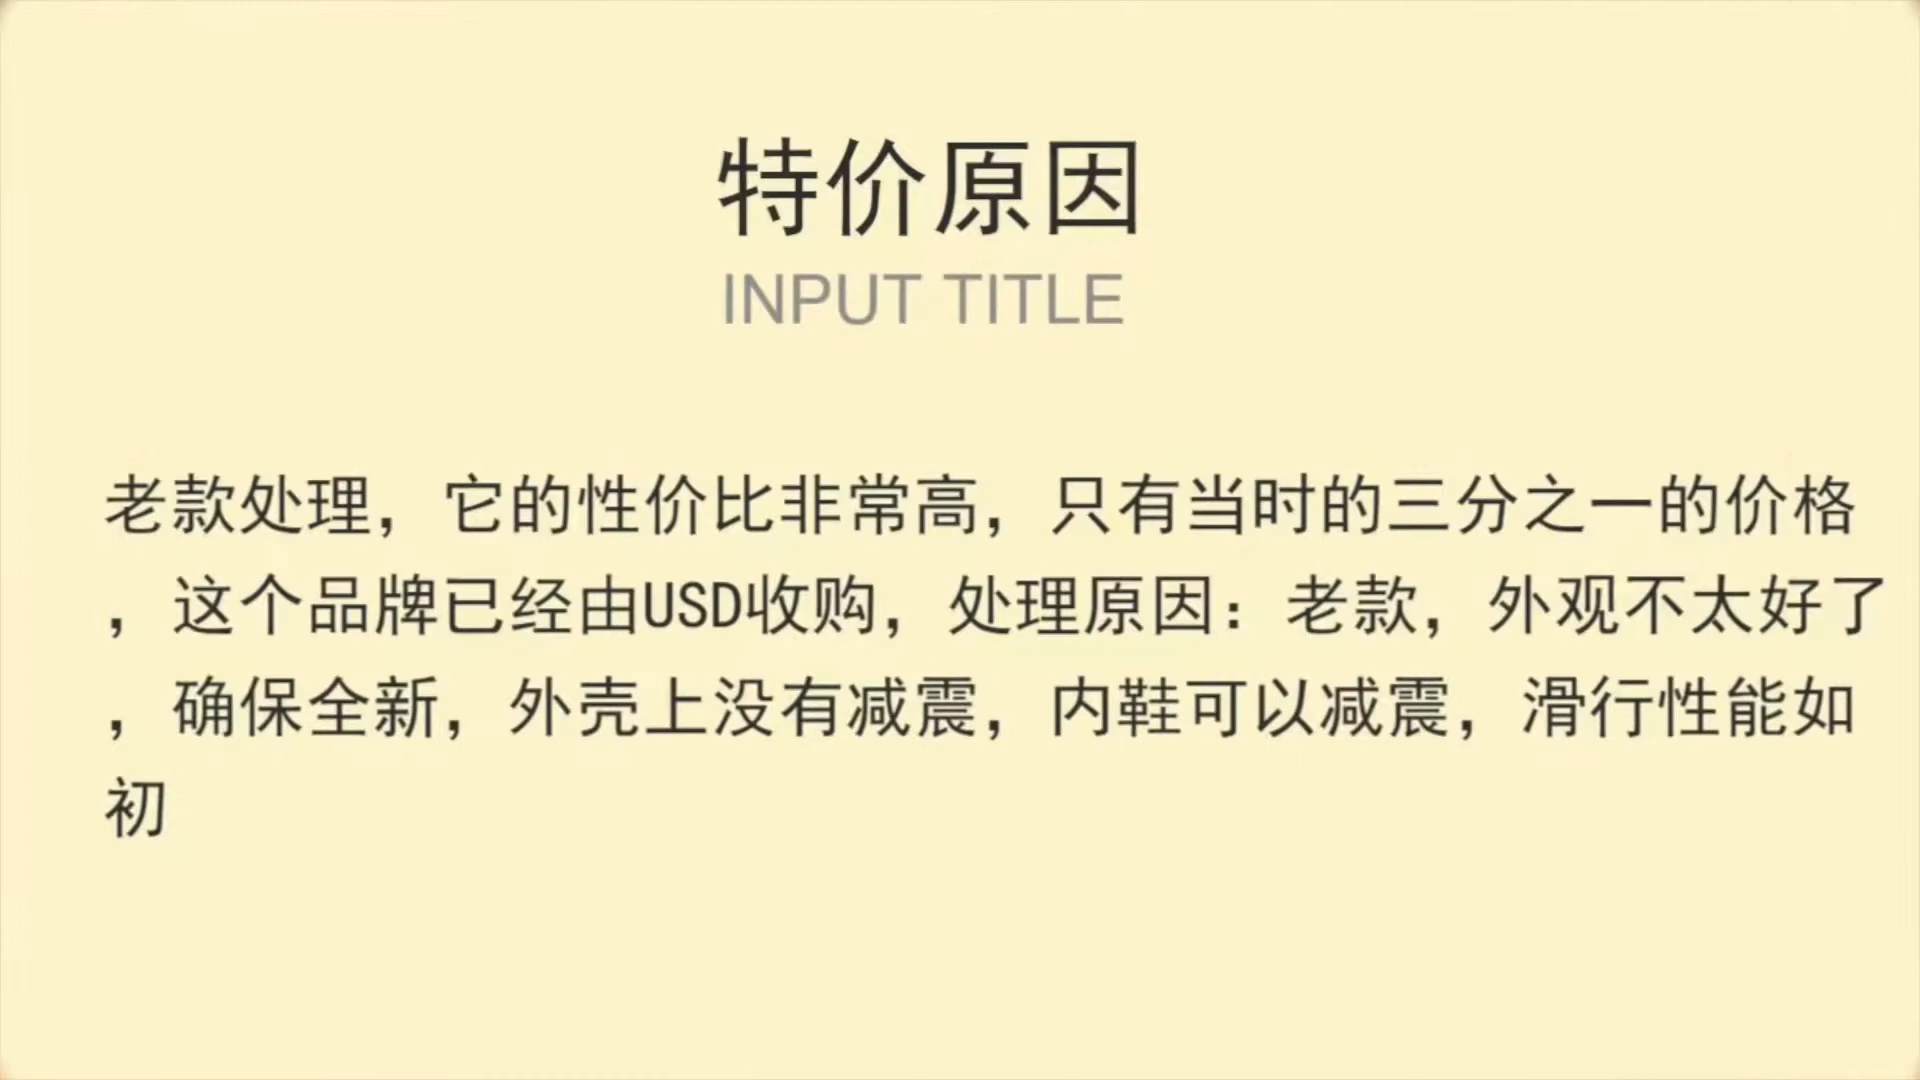 特价原因
INPUT TITLE
老款处理，它的性价比非常高，只有当时的三分之一的价格
，这个品牌已经由USD收购，处理原因：老款，外观不太好了
，确保全新，外壳上没有减震，内鞋可以减震，滑行性能如
初